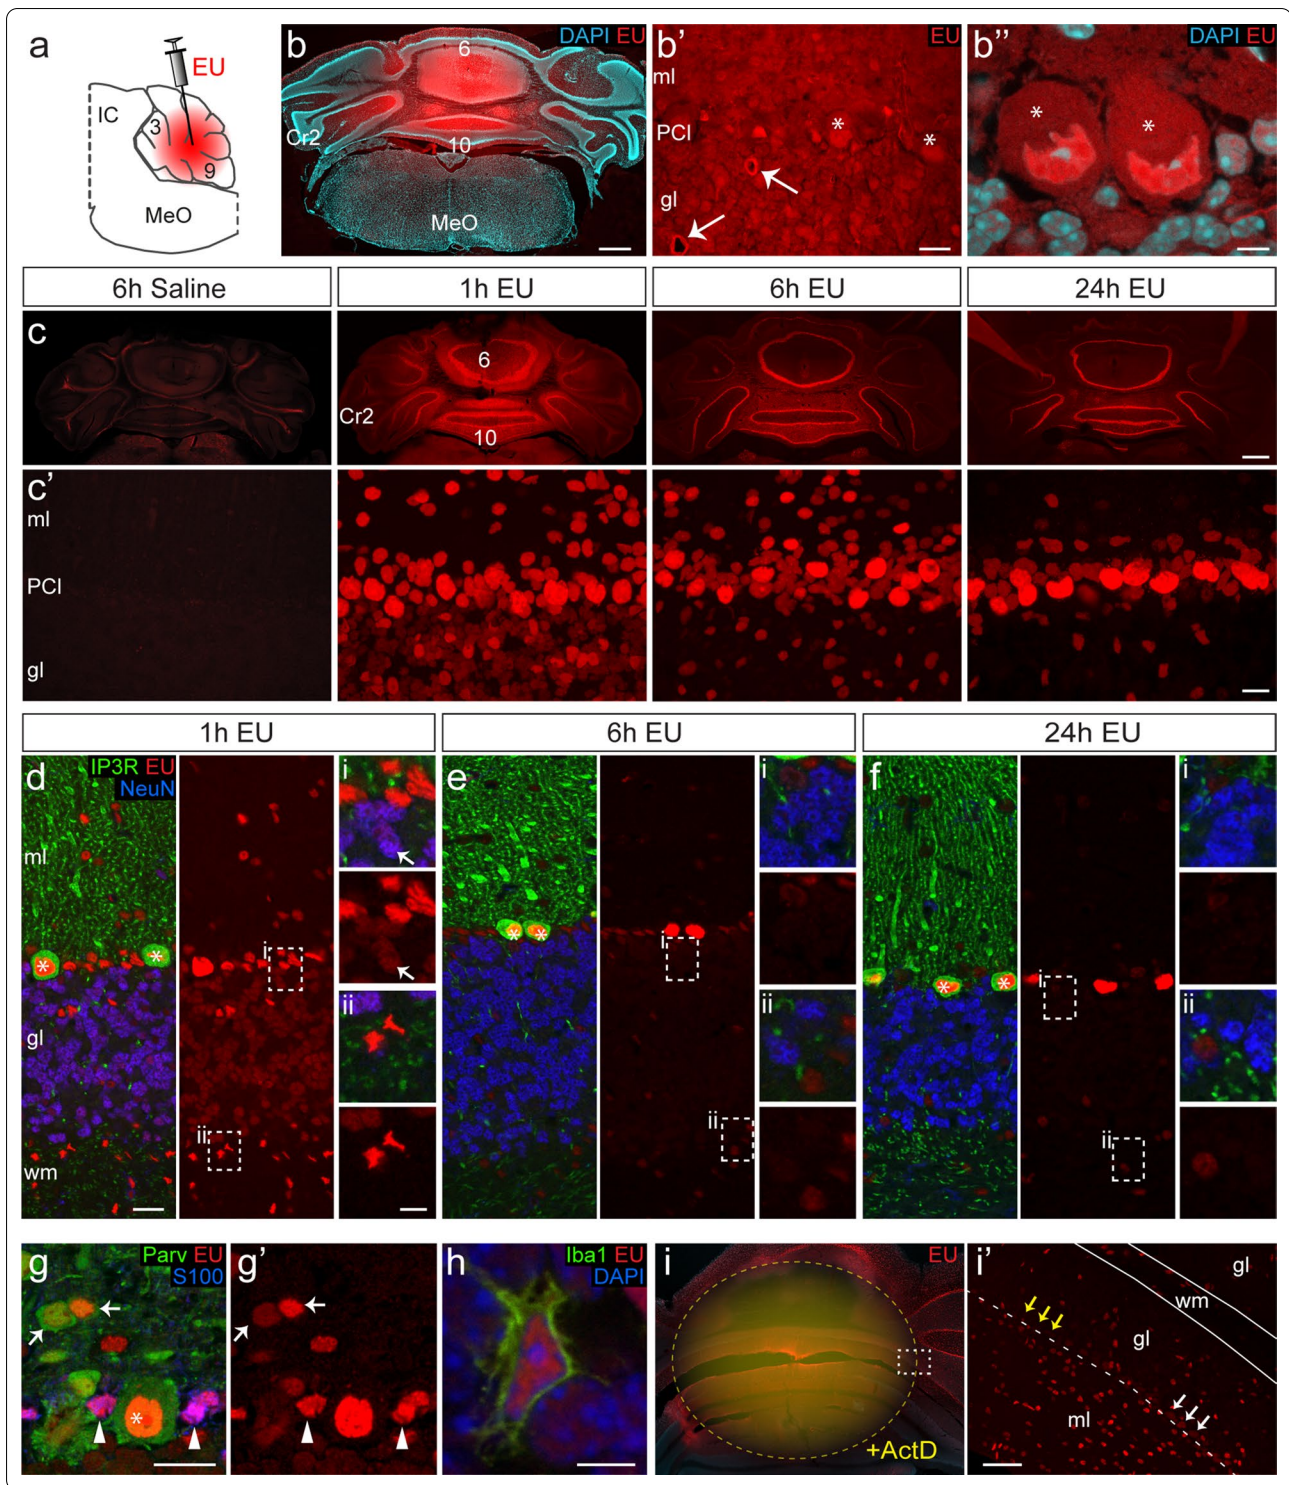 a
EU
IC
3
9
MeO
b
DAPI EU
6
Cr2
10
MeO
b’
EU
ml
*
PCl
*
gl
b’’
DAPI EU
*
*
6h Saline
1h EU
6h EU
24h EU
c
6
Cr2
10
c’
ml
PCl
gl
1h EU
6h EU
24h EU
d
IP3R EU
NeuN
ml
*
*
gl
wm
i
ii
i
ii
e
*
*
i
ii
i
ii
f
*
*
i
ii
i
ii
g
Parv EU
S100
*
g’
h
Iba1 EU
DAPI
i
EU
+ActD
i’
gl
wm
gl
ml